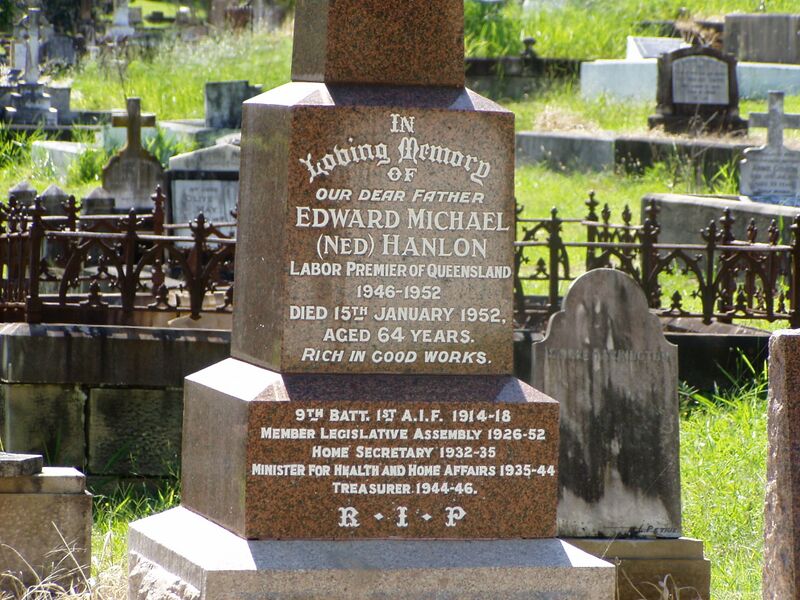 IN
Loving Memory
OF
OUR DEAR FATHER
EDWARD MICHAEL
(NED) HANLON
LABOR PREMIER OF QUEENSLAND
1946-1952
DIED 15TH JANUARY 1952,
AGED 64 YEARS.
RICH IN GOOD WORKS.
9TH BATT. 1ST A.I.F. 1914-18
MEMBER LEGISLATIVE ASSEMBLY 1926-52
HOME SECRETARY 1932-35
MINISTER FOR HEALTH AND HOME AFFAIRS 1935-44
TREASURER 1944-46.
R·I·P